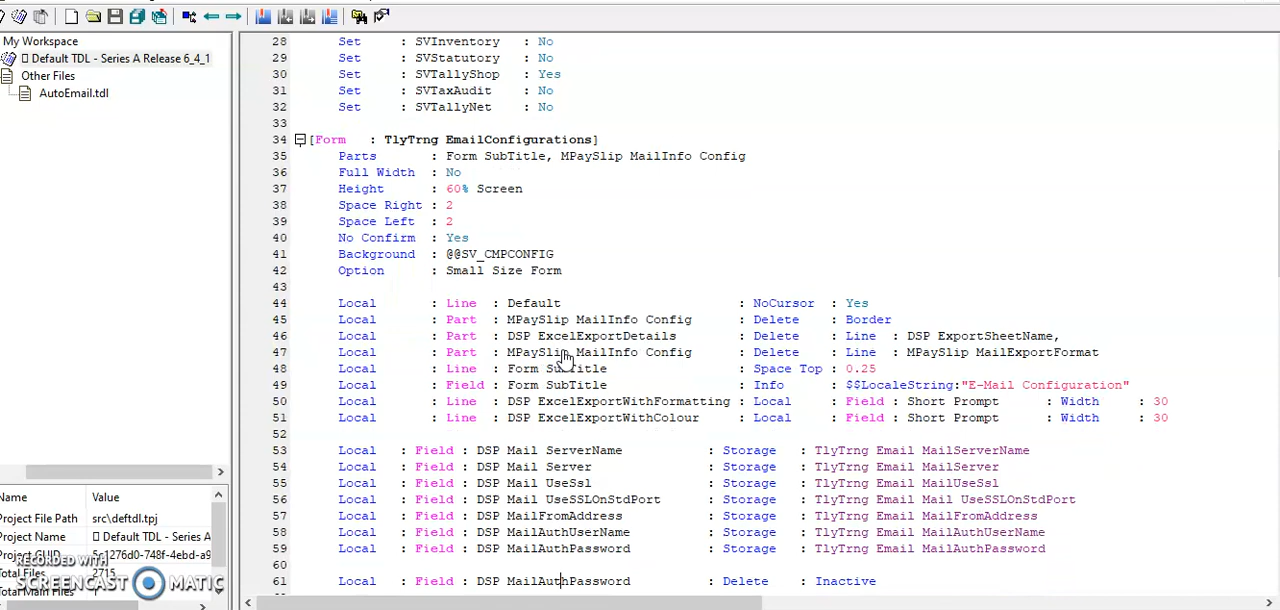 My Workspace
Default TDL - Series A Release 6_4_1
Other Files
AutoEmail.tdl
28 Set : SVInventory : No
29 Set : SVStatutory : No
30 Set : SVTallyShop : Yes
31 Set : SVTaxAudit : No
32 Set : SVTallyNet : No
33
34 [Form : TlyTrng EmailConfigurations]
35 Parts : Form SubTitle, MPaySlip MailInfo Config
36 Full Width : No
37 Height : 60% Screen
38 Space Right : 2
39 Space Left : 2
40 No Confirm : Yes
41 Background : @@SV_CMPCONFIG
42 Option : Small Size Form
43
44 Local : Line : Default : NoCursor : Yes
45 Local : Part : MPaySlip MailInfo Config : Delete : Border
46 Local : Part : DSP ExcelExportDetails : Delete : Line : DSP ExportSheetName,
47 Local : Part : MPaySlip MailInfo Config : Delete : Line : MPaySlip MailExportFormat
48 Local : Line : Form SubTitle : Space Top : 0.25
49 Local : Field : Form SubTitle : Info : $$LocaleString:"E-Mail Configuration"
50 Local : Line : DSP ExcelExportWithFormatting : Local : Field : Short Prompt : Width : 30
51 Local : Line : DSP ExcelExportWithColour : Local : Field : Short Prompt : Width : 30
52
53 Local : Field : DSP Mail ServerName : Storage : TlyTrng Email MailServerName
54 Local : Field : DSP Mail Server : Storage : TlyTrng Email MailServer
55 Local : Field : DSP Mail UseSsl : Storage : TlyTrng Email MailUseSsl
56 Local : Field : DSP Mail UseSSLOnStdPort : Storage : TlyTrng Email Mail UseSSLOnStdPort
57 Local : Field : DSP MailFromAddress : Storage : TlyTrng Email MailFromAddress
58 Local : Field : DSP MailAuthUserName : Storage : TlyTrng Email MailAuthUserName
59 Local : Field : DSP MailAuthPassword : Storage : TlyTrng Email MailAuthPassword
60
61 Local : Field : DSP MailAuthPassword : Delete : Inactive
Name Value
Project File Path src\deftdl.tpj
Project Name Default TDL - Series A
Project GUID 5c1276d0-748f-4ebd-a9
Total Files 2715
Total Main Files
RECORDED WITH
SCREENCAST MATIC